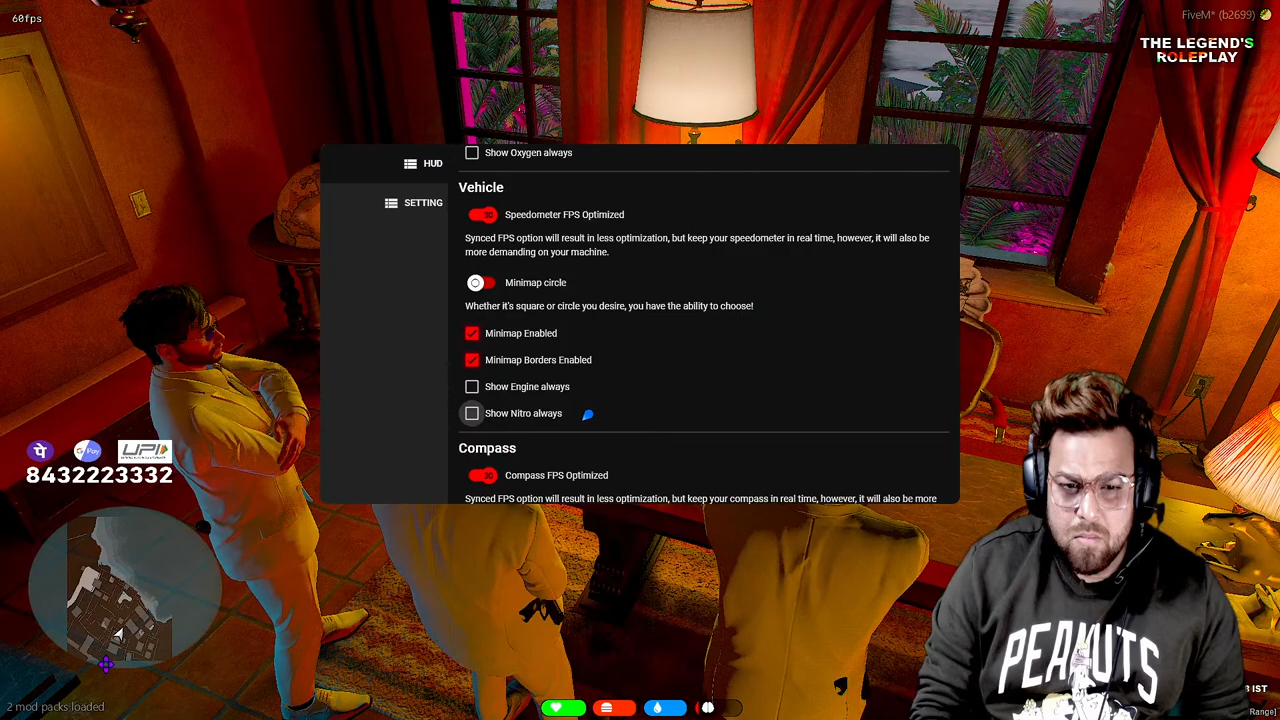 60fps
FiveM* (b2699)
THE LEGEND'S
ROLEPLAY
HUD
SETTING
Show Oxygen always
Vehicle
30
Speedometer FPS Optimized
Synced FPS option will result in less optimization, but keep your speedometer in real time, however, it will also be
more demanding on your machine.
Minimap circle
Whether it's square or circle you desire, you have the ability to choose!
Minimap Enabled
Minimap Borders Enabled
Show Engine always
Show Nitro always
Compass
30
Compass FPS Optimized
Synced FPS option will result in less optimization, but keep your compass in real time, however, it will also be more
पे
G Pay
UPI
8432223332
PEANUTS
2 mod packs loaded
IST
Range]